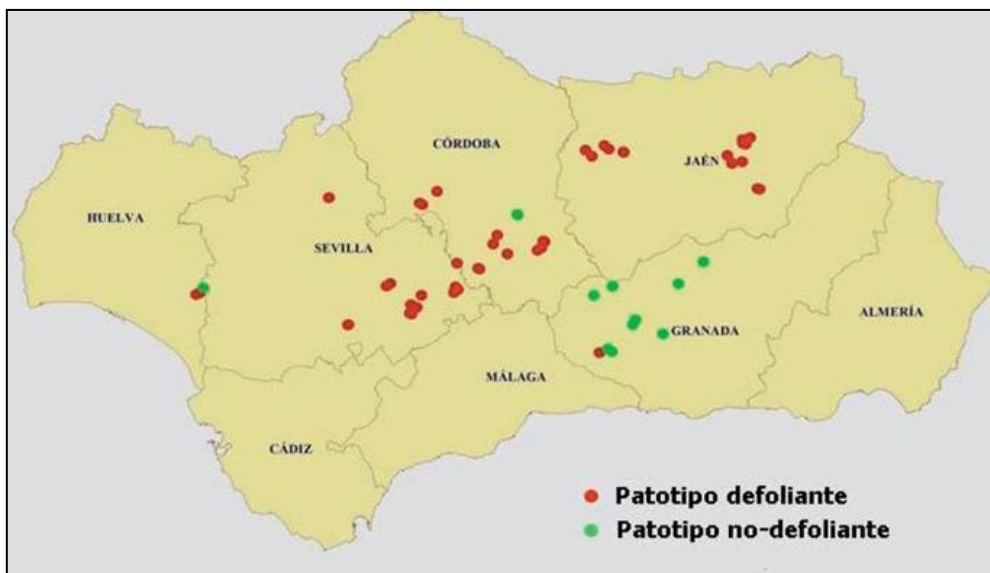 CÓRDOBA
JAÉN
HUELVA
SEVILLA
ALMERÍA
GRANADA
MÁLAGA
CÁDIZ
Patotipo defoliante
Patotipo no-defoliante